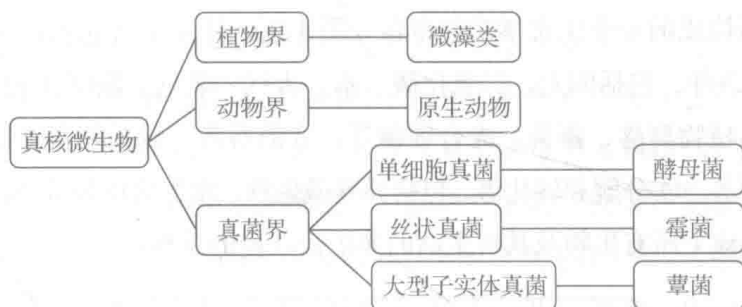 植物界
微藻类
动物界
原生动物
真核微生物
单细胞真菌
酵母菌
真菌界
丝状真菌
霉菌
大型子实体真菌
蕈菌